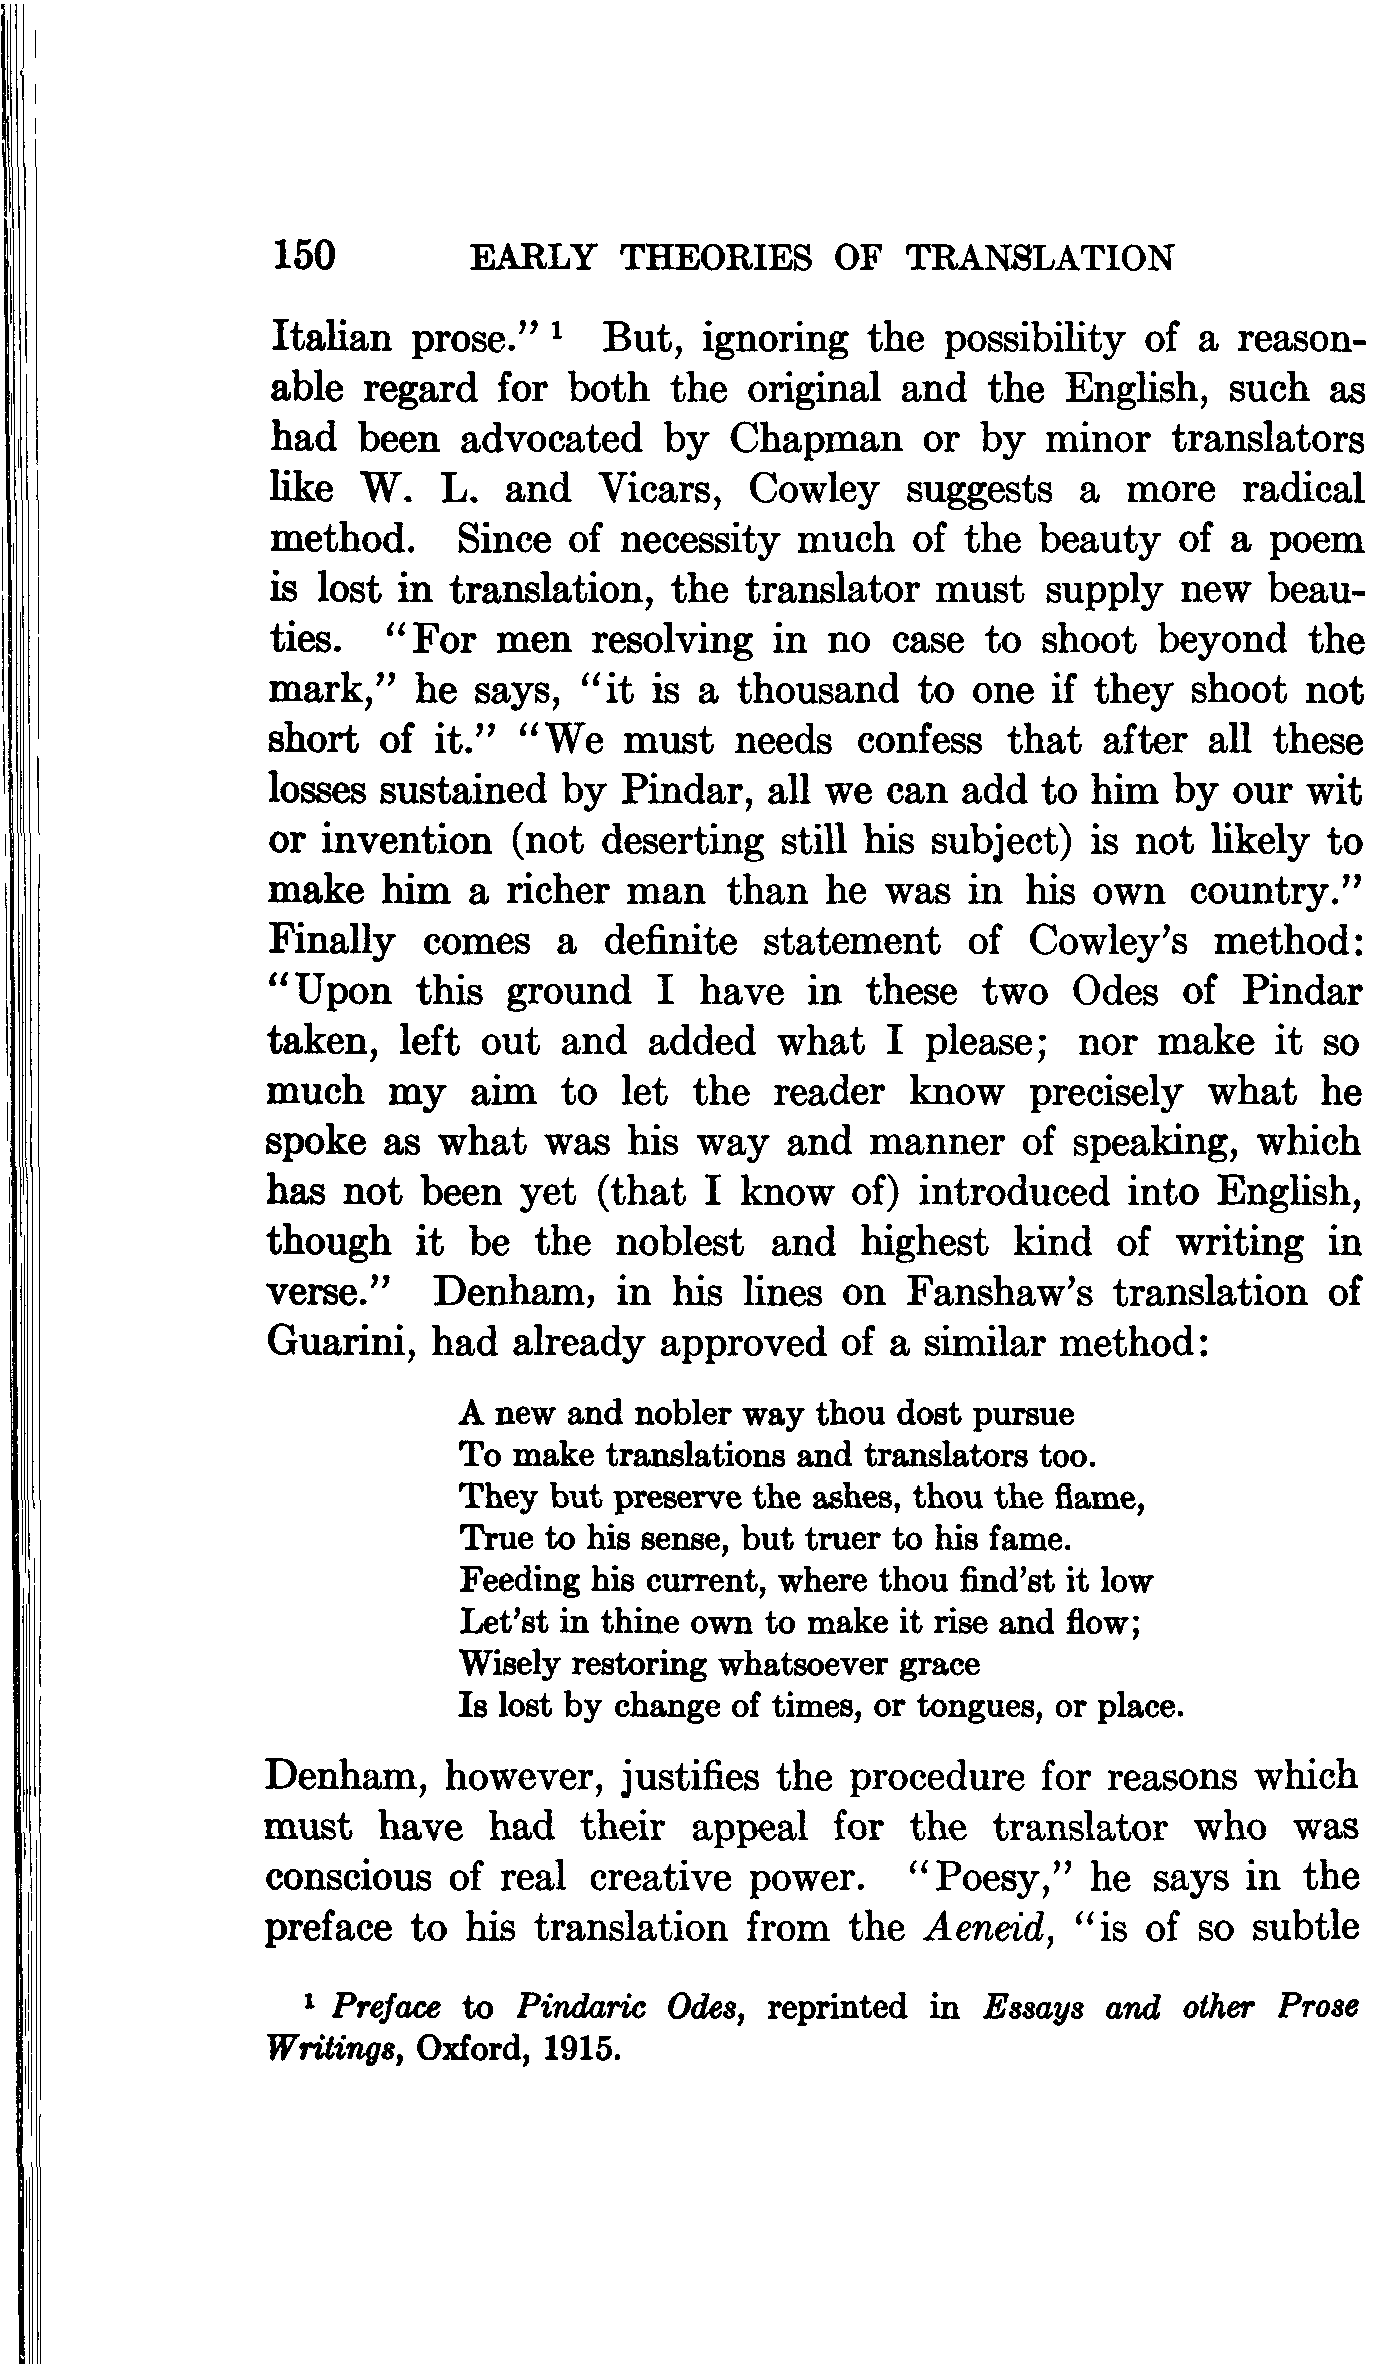 150 EARLY THEORIES OF TRANSLATION
Italian prose." ¹ But, ignoring the possibility of a reason-
able regard for both the original and the English, such as
had been advocated by Chapman or by minor translators
like W. L. and Vicars, Cowley suggests a more radical
method. Since of necessity much of the beauty of a poem
is lost in translation, the translator must supply new beau-
ties. "For men resolving in no case to shoot beyond the
mark," he says, "it is a thousand to one if they shoot not
short of it." "We must needs confess that after all these
losses sustained by Pindar, all we can add to him by our wit
or invention (not deserting still his subject) is not likely to
make him a richer man than he was in his own country."
Finally comes a definite statement of Cowley's method:
"Upon this ground I have in these two Odes of Pindar
taken, left out and added what I please; nor make it so
much my aim to let the reader know precisely what he
spoke as what was his way and manner of speaking, which
has not been yet (that I know of) introduced into English,
though it be the noblest and highest kind of writing in
verse." Denham, in his lines on Fanshaw's translation of
Guarini, had already approved of a similar method:
A new and nobler way thou dost pursue
To make translations and translators too.
They but preserve the ashes, thou the flame,
True to his sense, but truer to his fame.
Feeding his current, where thou find'st it low
Let'st in thine own to make it rise and flow;
Wisely restoring whatsoever grace
Is lost by change of times, or tongues, or place.
Denham, however, justifies the procedure for reasons which
must have had their appeal for the translator who was
conscious of real creative power. "Poesy," he says in the
preface to his translation from the Aeneid, "is of so subtle
¹ Preface to Pindaric Odes, reprinted in Essays and other Prose
Writings, Oxford, 1915.